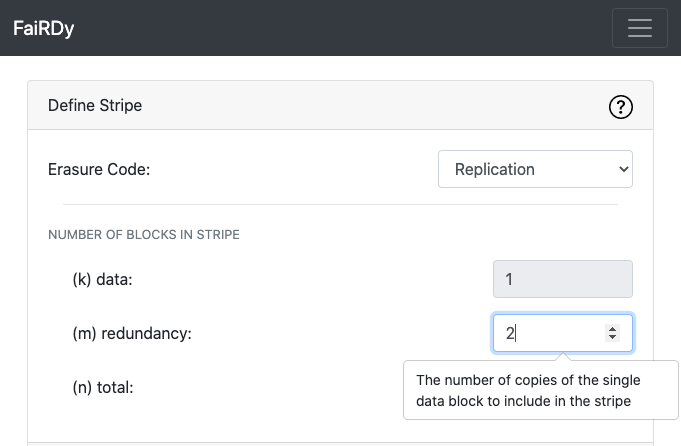 FaiRDy
Define Stripe
?
Erasure Code:
Replication
NUMBER OF BLOCKS IN STRIPE
(k) data:
1
(m) redundancy:
2
(n) total:
The number of copies of the single
data block to include in the stripe